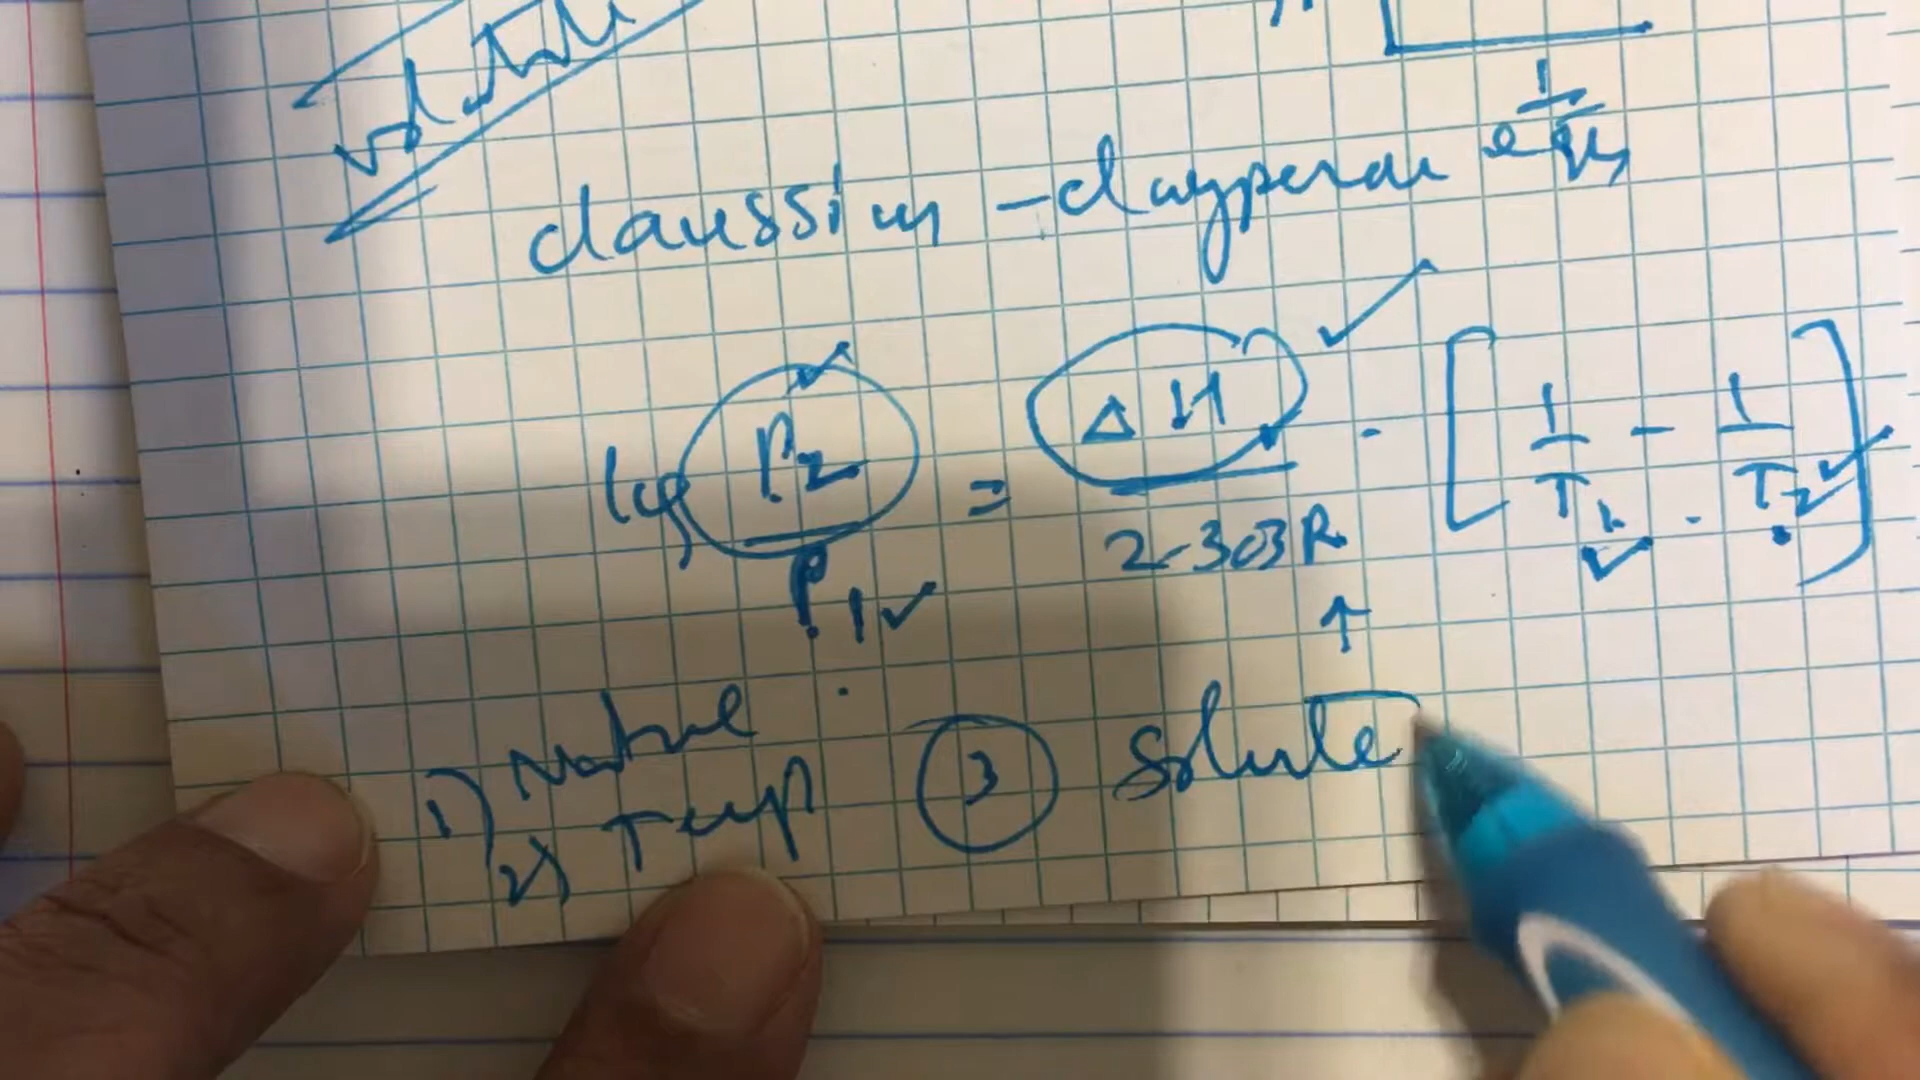 volatile
claussius - clayperon eqn
log P2/P1 = ΔH/2.303R · [1/T1 - 1/T2]
1) Nature
2) Temp ③ solute